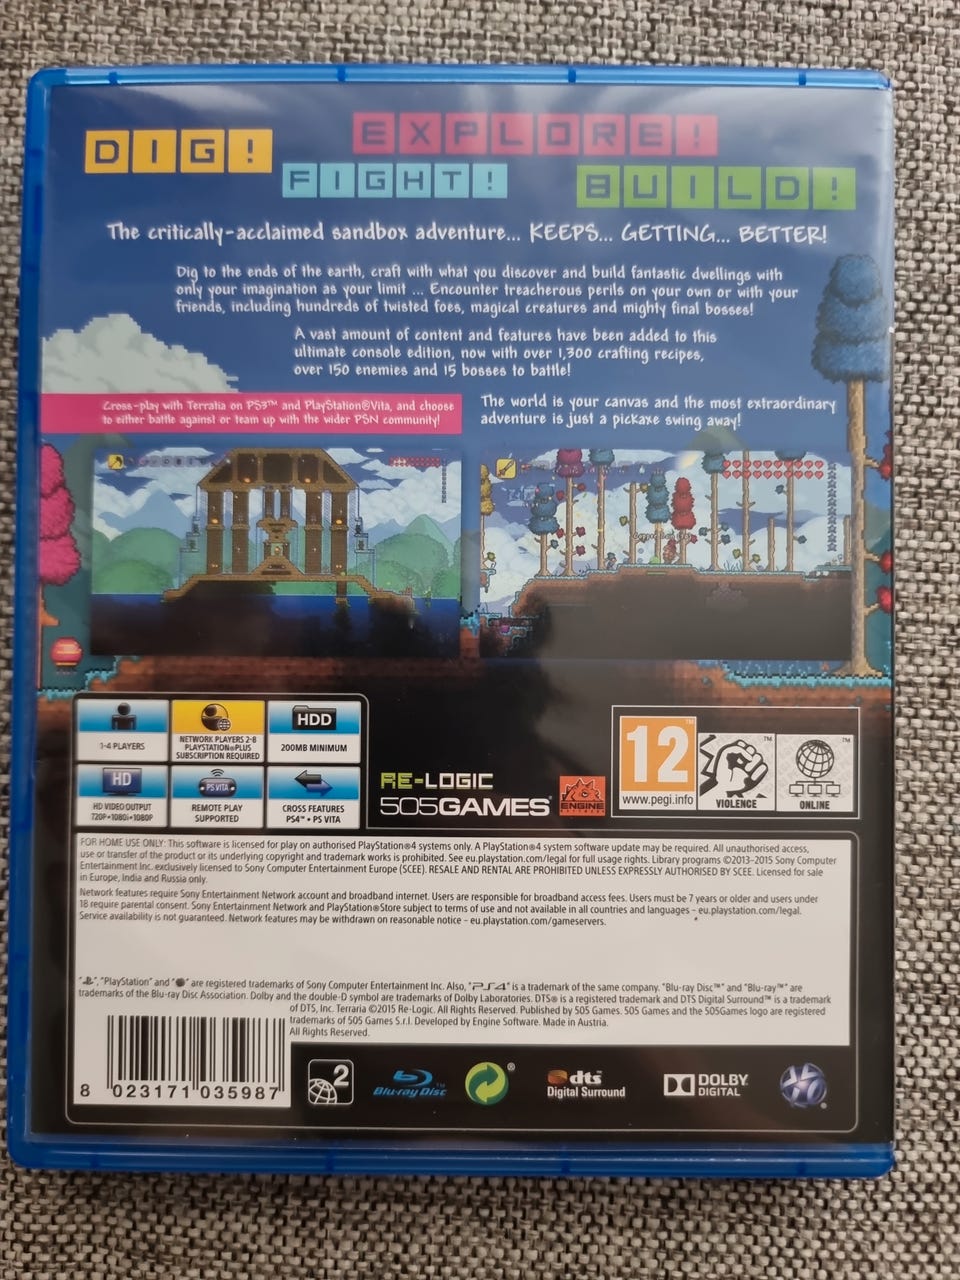 DIG!
EXPLORE!
FIGHT!
BUILD!
The critically-acclaimed sandbox adventure... KEEPS... GETTING... BETTER!
Dig to the ends of the earth, craft with what you discover and build fantastic dwellings with
only your imagination as your limit ... Encounter treacherous perils on your own or with your
friends, including hundreds of twisted foes, magical creatures and mighty final bosses!
A vast amount of content and features have been added to this
ultimate console edition, now with over 1,300 crafting recipes,
over 150 enemies and 15 bosses to battle!
Cross-play with Terraria on PS3™ and PlayStation®Vita, and choose
to either battle against or team up with the wider PSN community!
The world is your canvas and the most extraordinary
adventure is just a pickaxe swing away!
1-4 PLAYERS
NETWORK PLAYERS 2-8
PLAYSTATION®PLUS
SUBSCRIPTION REQUIRED
HDD
200MB MINIMUM
HD
HD VIDEO OUTPUT
720P•1080i•1080P
PS VITA
REMOTE PLAY
SUPPORTED
CROSS FEATURES
PS4™ • PS VITA
RE-LOGIC
505GAMES®
ENGINE
12
™
www.pegi.info
VIOLENCE
™
ONLINE
™
FOR HOME USE ONLY: This software is licensed for play on authorised PlayStation®4 systems only. A PlayStation®4 system software update may be required. All unauthorised access,
use or transfer of the product or its underlying copyright and trademark works is prohibited. See eu.playstation.com/legal for full usage rights. Library programs ©2013-2015 Sony Computer
Entertainment Inc. exclusively licensed to Sony Computer Entertainment Europe (SCEE). RESALE AND RENTAL ARE PROHIBITED UNLESS EXPRESSLY AUTHORISED BY SCEE. Licensed for sale
in Europe, India and Russia only.
Network features require Sony Entertainment Network account and broadband internet. Users are responsible for broadband access fees. Users must be 7 years or older and users under
18 require parental consent. Sony Entertainment Network and PlayStation®Store subject to terms of use and not available in all countries and languages – eu.playstation.com/legal.
Service availability is not guaranteed. Network features may be withdrawn on reasonable notice – eu.playstation.com/gameservers.
" ", "PlayStation" and " " are registered trademarks of Sony Computer Entertainment Inc. Also, "PS4" is a trademark of the same company. "Blu-ray Disc™" and "Blu-ray™" are
trademarks of the Blu-ray Disc Association. Dolby and the double-D symbol are trademarks of Dolby Laboratories. DTS® is a registered trademark and DTS Digital Surround™ is a trademark
of DTS, Inc. Terraria ©2015 Re-Logic. All Rights Reserved. Published by 505 Games. 505 Games and the 505Games logo are registered
trademarks of 505 Games S.r.l. Developed by Engine Software. Made in Austria.
All Rights Reserved.
8 023171 035987
2
Blu-ray Disc™
®
dts
Digital Surround
DOLBY
DIGITAL